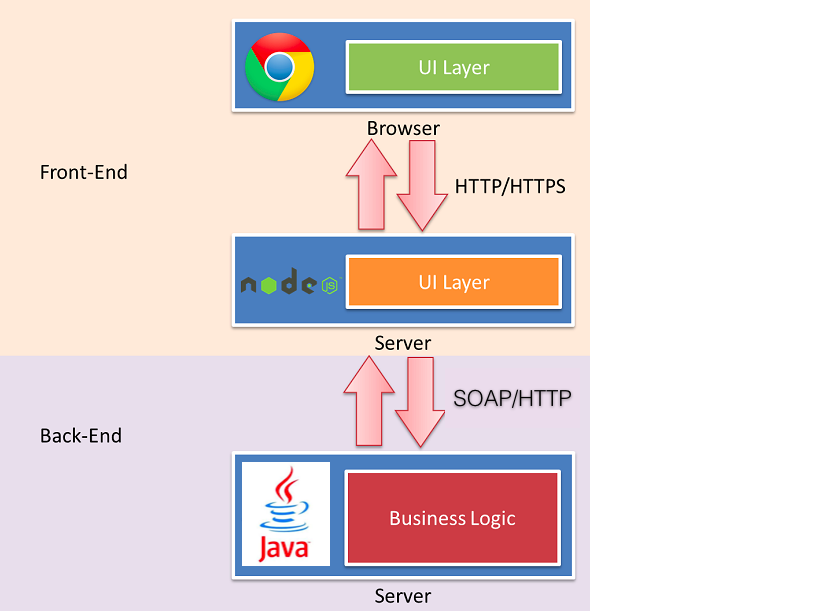 UI Layer
Browser
Front-End
HTTP/HTTPS
node
JS
UI Layer
Server
SOAP/HTTP
Back-End
Java
Business Logic
Server